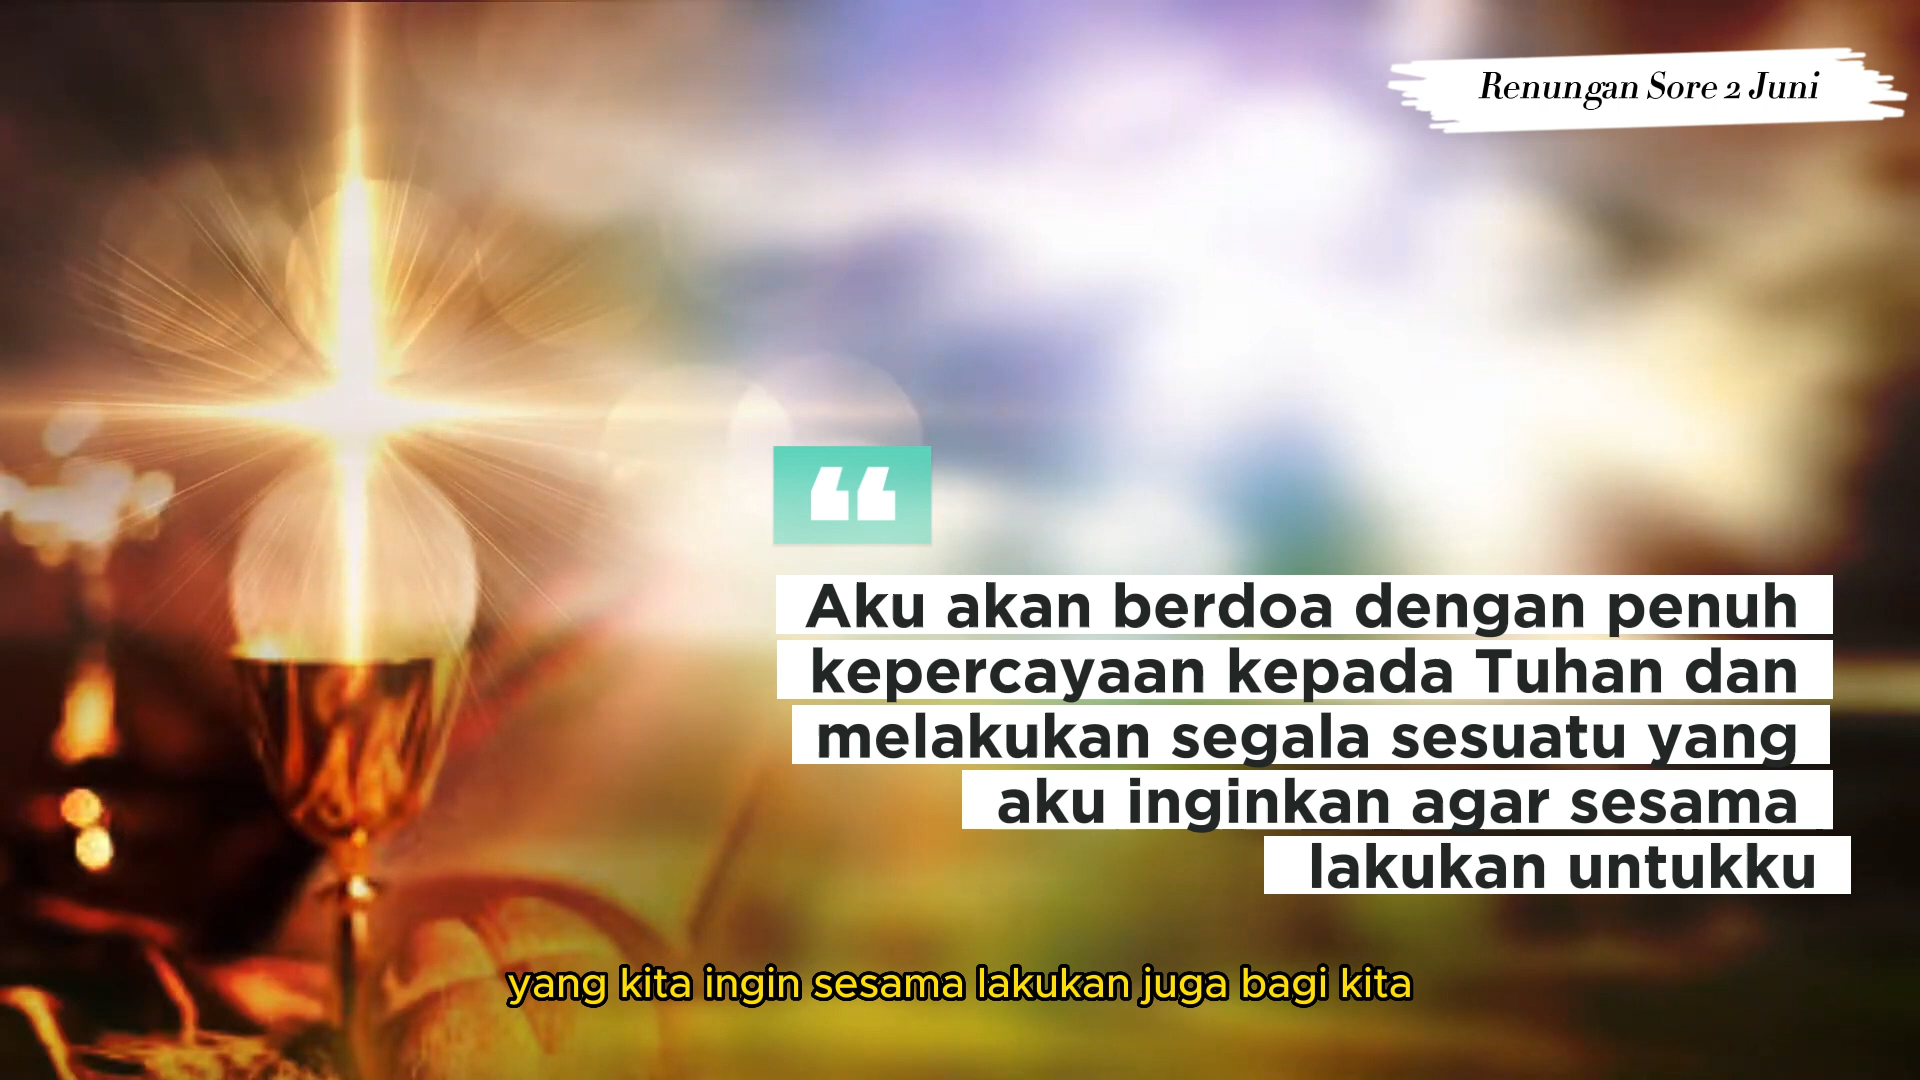 Renungan Sore 2 Juni
“
Aku akan berdoa dengan penuh
kepercayaan kepada Tuhan dan
melakukan segala sesuatu yang
aku inginkan agar sesama
lakukan untukku
yang kita ingin sesama lakukan juga bagi kita